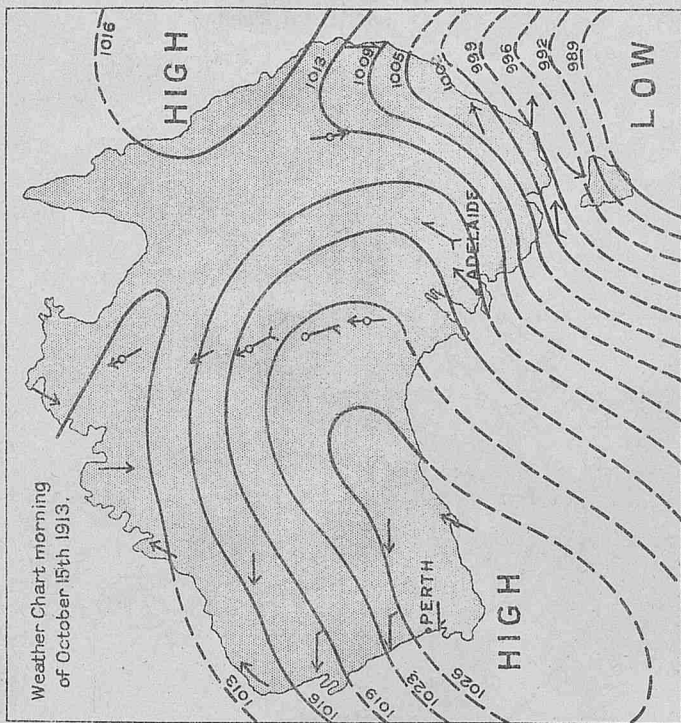 Weather Chart morning
of October 15th 1913.
1016
HIGH
1013
1009
1005
1002
999
996
992
989
LOW
ADELAIDE
PERTH
HIGH
1013
1016
1019
1023
1026